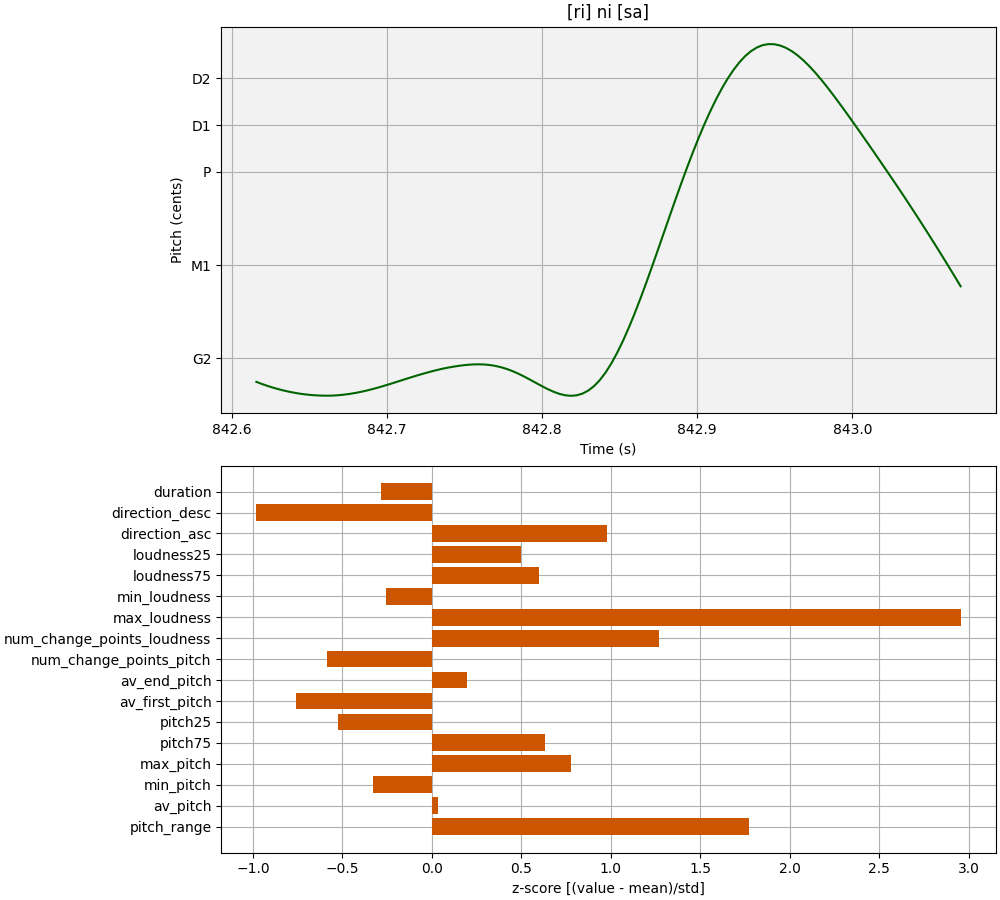 [ri] ni [sa]
D2
D1
P
M1
G2
Pitch (cents)
842.6 842.7 842.8 842.9 843.0
Time (s)
duration
direction_desc
direction_asc
loudness25
loudness75
min_loudness
max_loudness
num_change_points_loudness
num_change_points_pitch
av_end_pitch
av_first_pitch
pitch25
pitch75
max_pitch
min_pitch
av_pitch
pitch_range
−1.0 −0.5 0.0 0.5 1.0 1.5 2.0 2.5 3.0
z-score [(value - mean)/std]